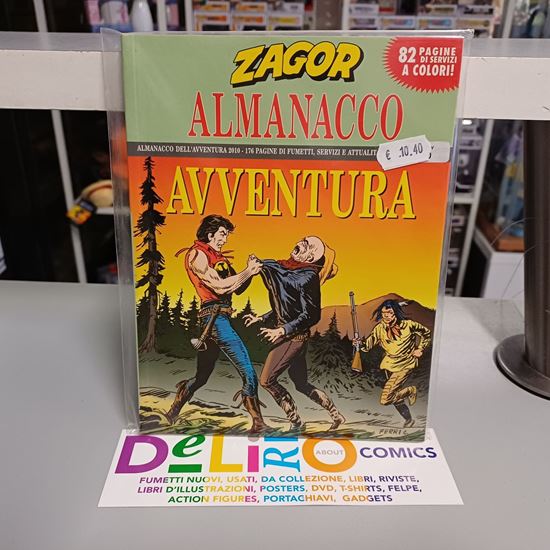 ZAGOR
82 PAGINE
DI SERVIZI
A COLORI!
ALMANACCO
ALMANACCO DELL'AVVENTURA 2010 - 176 PAGINE DI FUMETTI, SERVIZI E ATTUALIT
€ 10.40
AVVENTURA
FERRI
DeLiRiO
ABOUT
COMICS
FUMETTI NUOVI, USATI, DA COLLEZIONE, LIBRI, RIVISTE,
LIBRI D'ILLUSTRAZIONI, POSTERS, DVD, T-SHIRTS, FELPE,
ACTION FIGURES, PORTACHIAVI, GADGETS